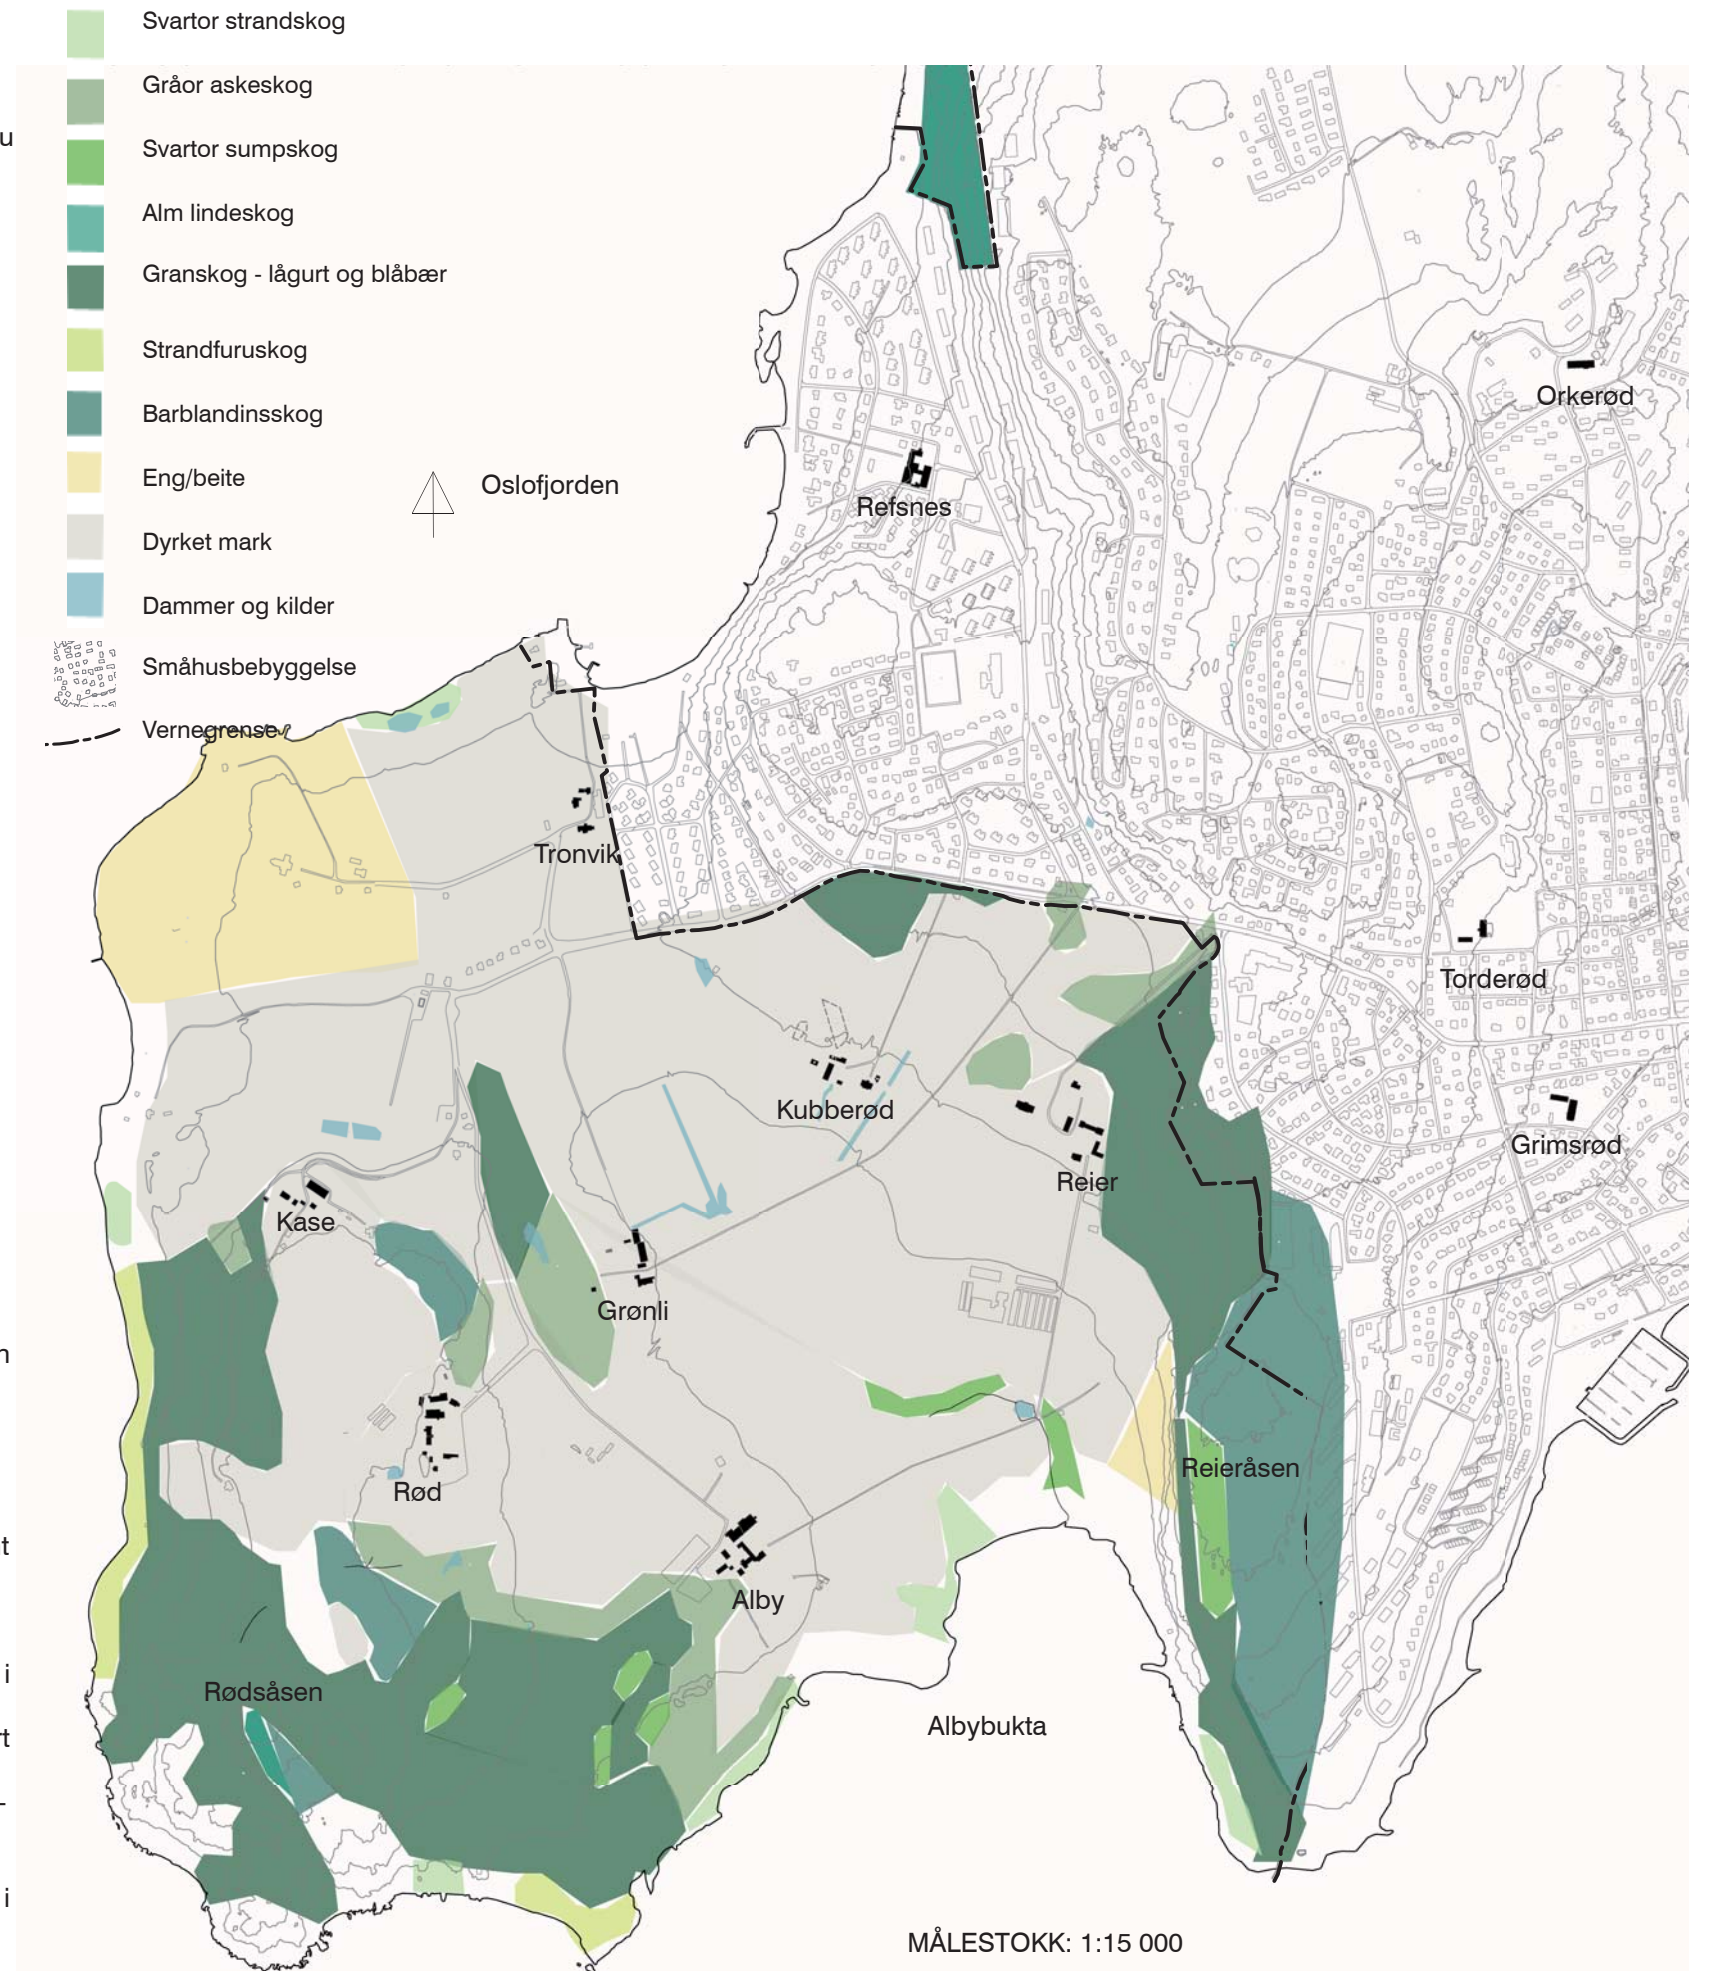 Svartor strandskog
Gråor askeskog
u
Svartor sumpskog
Alm lindeskog
Granskog - lågurt og blåbær
Strandfuruskog
Barblandinsskog
Eng/beite
Dyrket mark
Dammer og kilder
Småhusbebyggelse
Vernegrense
Oslofjorden
Orkerød
Refsnes
Tronvik
Torderød
Kubberød
Grimsrød
Reier
Kase
Grønli
n
Reieråsen
Rød
t
Alby
i
Rødsåsen
Albybukta
rt
-
i
MÅLESTOKK: 1:15 000